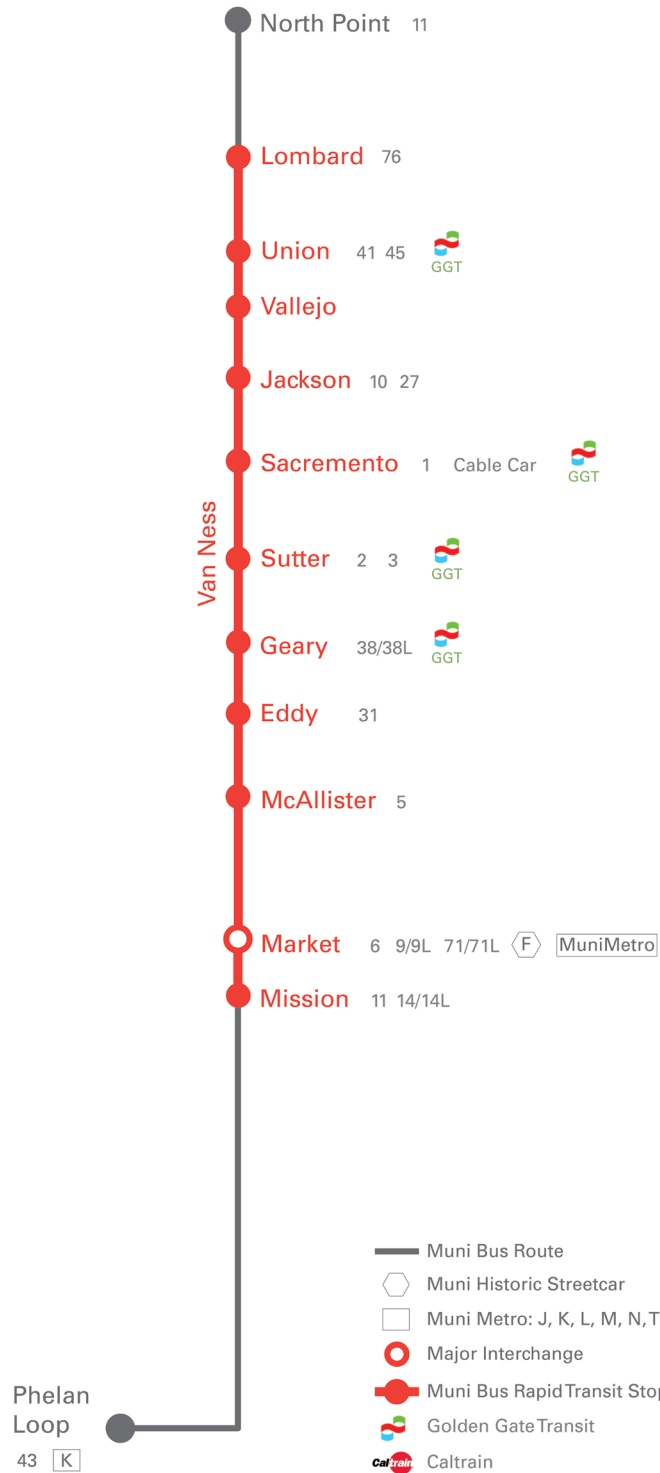 North Point 11
Lombard 76
Union 41 45 GGT
Vallejo
Jackson 10 27
Sacremento 1 Cable Car GGT
Van Ness
Sutter 2 3 GGT
Geary 38/38L GGT
Eddy 31
McAllister 5
Market 6 9/9L 71/71L F MuniMetro
Mission 11 14/14L
Muni Bus Route
Muni Historic Streetcar
Muni Metro: J, K, L, M, N, T
Major Interchange
Muni Bus Rapid Transit Stop
Golden Gate Transit
Caltrain Caltrain
Phelan
Loop
43 K